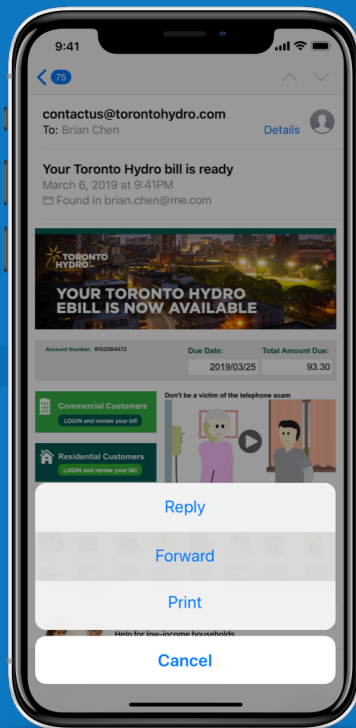 9:41
75
contactus@torontohydro.com
To: Brian Chen
Details
Your Toronto Hydro bill is ready
March 6, 2019 at 9:41PM
Found in brian.chen@me.com
TORONTO
HYDRO
YOUR TORONTO HYDRO
EBILL IS NOW AVAILABLE
Account Number: 9152584472
Due Date:
Total Amount Due:
2019/03/25
93.30
Commercial Customers
LOGIN and review your bill
Don't be a victim of the telephone scam
Residential Customers
LOGIN and review your bill
Reply
Forward
Print
Help for low-income households
Cancel